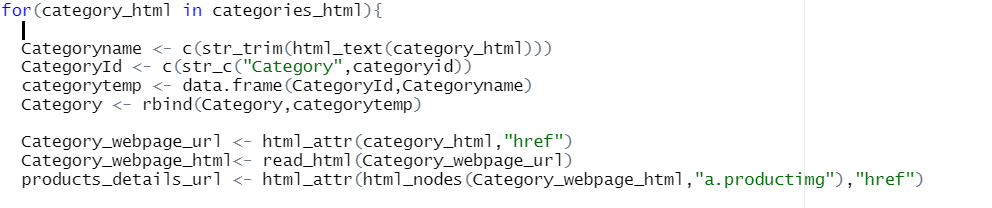 for(category_html in categories_html){
Categoryname <- c(str_trim(html_text(category_html)))
CategoryId <- c(str_c("Category",categoryid))
categorytemp <- data.frame(CategoryId,Categoryname)
Category <- rbind(Category,categorytemp)
Category_webpage_url <- html_attr(category_html,"href")
Category_webpage_html<- read_html(Category_webpage_url)
products_details_url <- html_attr(html_nodes(Category_webpage_html,"a.productimg"),"href")